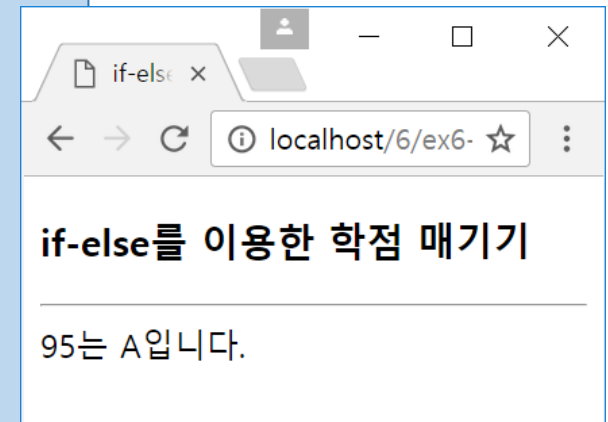 if-else
localhost/6/ex6-
if-else를 이용한 학점 매기기
95는 A입니다.